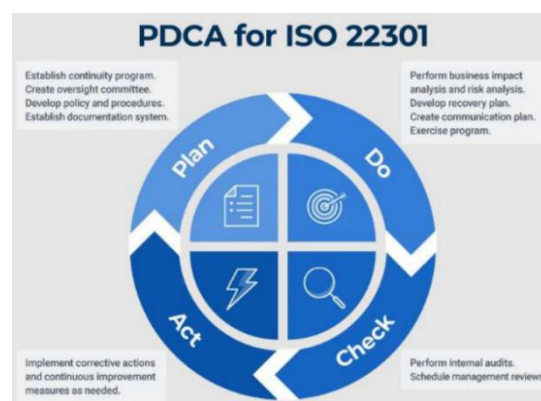 PDCA for ISO 22301
Establish continuity program.
Create oversight committee.
Develop policy and procedures.
Establish documentation system.
Perform business impact
analysis and risk analysis.
Develop recovery plan.
Create communication plan.
Exercise program.
Plan
Do
Act
Check
Implement corrective actions
and continuous improvement
measures as needed.
Perform internal audits.
Schedule management reviews